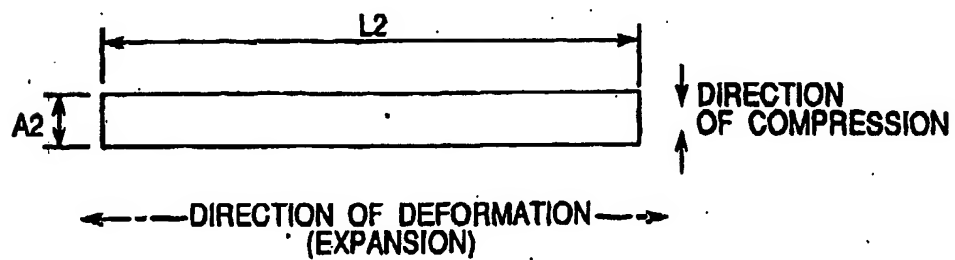 L2
A2
DIRECTION
OF COMPRESSION
DIRECTION OF DEFORMATION
(EXPANSION)